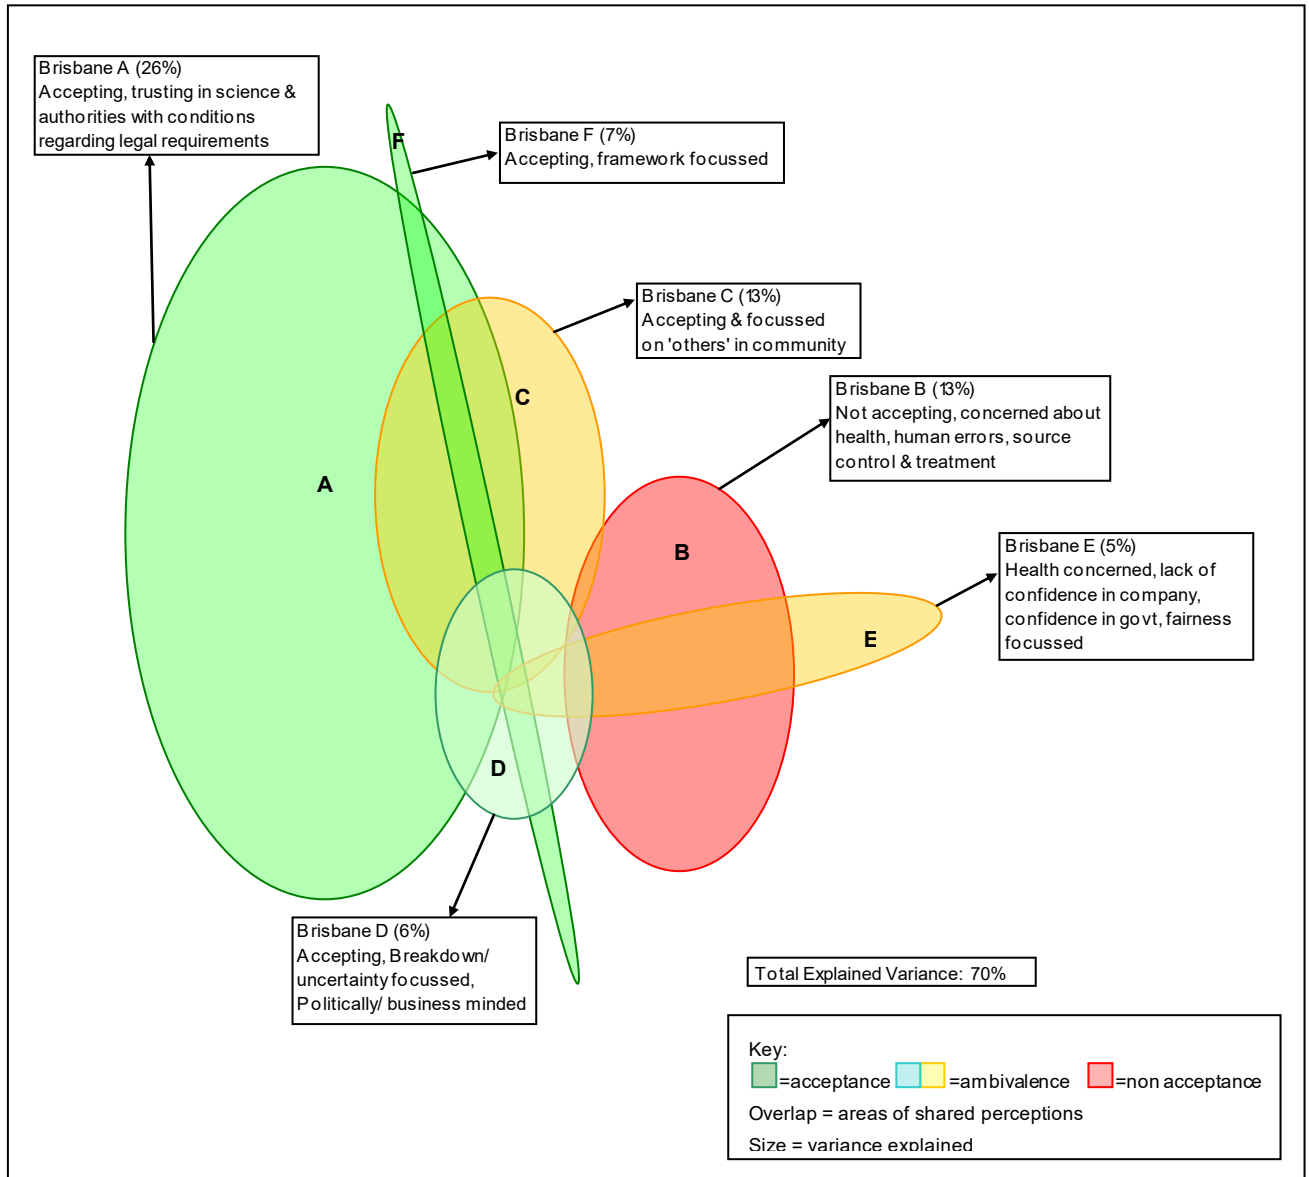 Brisbane A (26%)
Accepting, trusting in science &
authorities with conditions
regarding legal requirements
F
Brisbane F (7%)
Accepting, framework focussed
Brisbane C (13%)
Accepting & focussed
on 'others' in community
C
Brisbane B (13%)
Not accepting, concerned about
health, human errors, source
control & treatment
A
B
Brisbane E (5%)
Health concerned, lack of
confidence in company,
confidence in govt, fairness
focussed
E
D
Brisbane D (6%)
Accepting, Breakdown/
uncertainty focussed,
Politically/ business minded
Total Explained Variance: 70%
Key:
=acceptance =ambivalence =non acceptance
Overlap = areas of shared perceptions
Size = variance explained